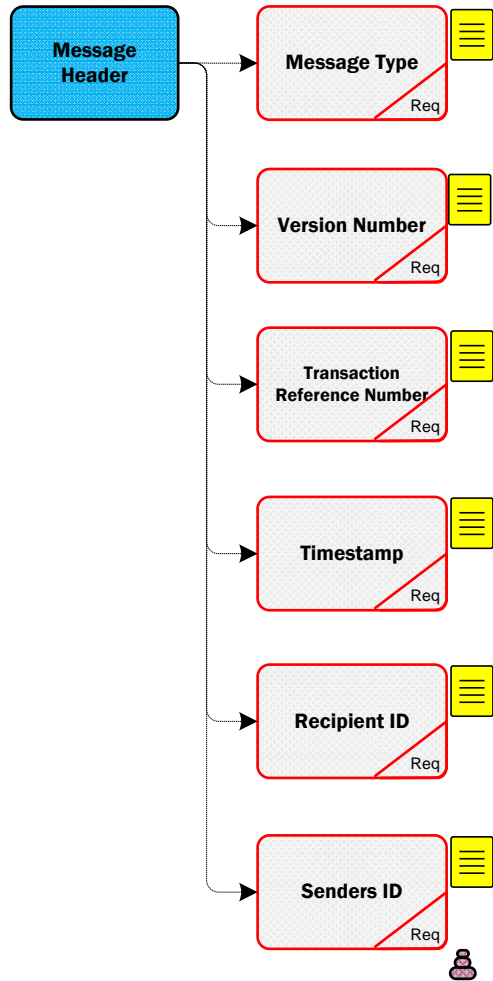 Message
Header
Message Type
Req
Version Number
Req
Transaction
Reference Number
Req
Timestamp
Req
Recipient ID
Req
Senders ID
Req